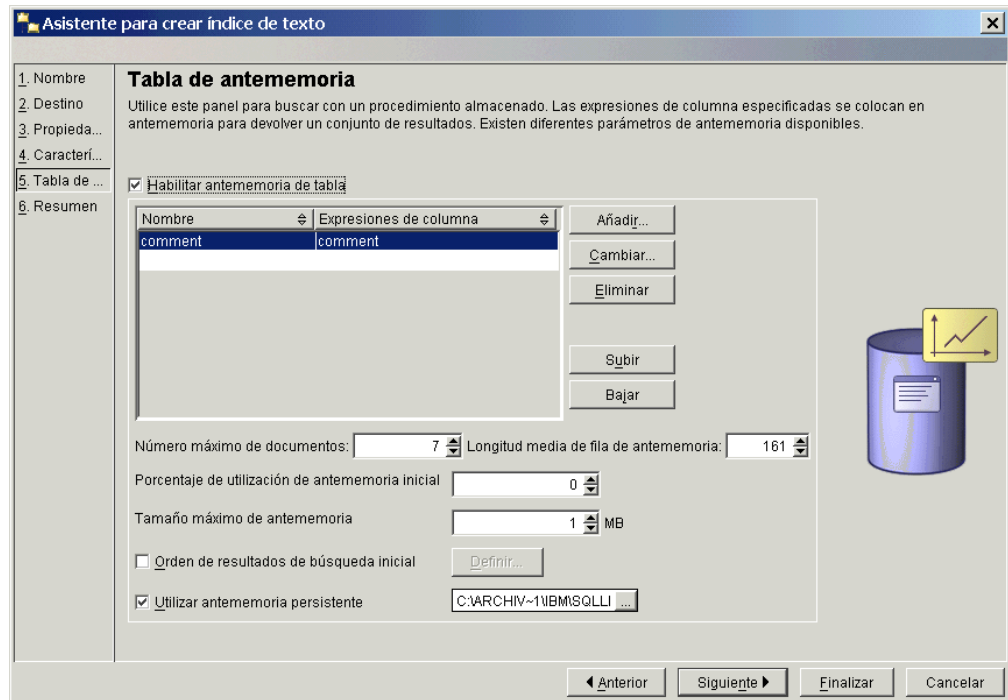 Asistente para crear índice de texto
1. Nombre
2. Destino
3. Propieda...
4. Caracterí...
5. Tabla de ...
6. Resumen
Tabla de antememoria
Utilice este panel para buscar con un procedimiento almacenado. Las expresiones de columna especificadas se colocan en
antememoria para devolver un conjunto de resultados. Existen diferentes parámetros de antememoria disponibles.
Habilitar antememoria de tabla
Nombre Expresiones de columna
comment comment
Añadir...
Cambiar...
Eliminar
Subir
Bajar
Número máximo de documentos: 7 Longitud media de fila de antememoria: 161
Porcentaje de utilización de antememoria inicial 0
Tamaño máximo de antememoria 1 MB
Orden de resultados de búsqueda inicial Definir...
Utilizar antememoria persistente C:\ARCHIV~1\IBM\SQLLI ...
Anterior Siguiente Finalizar Cancelar